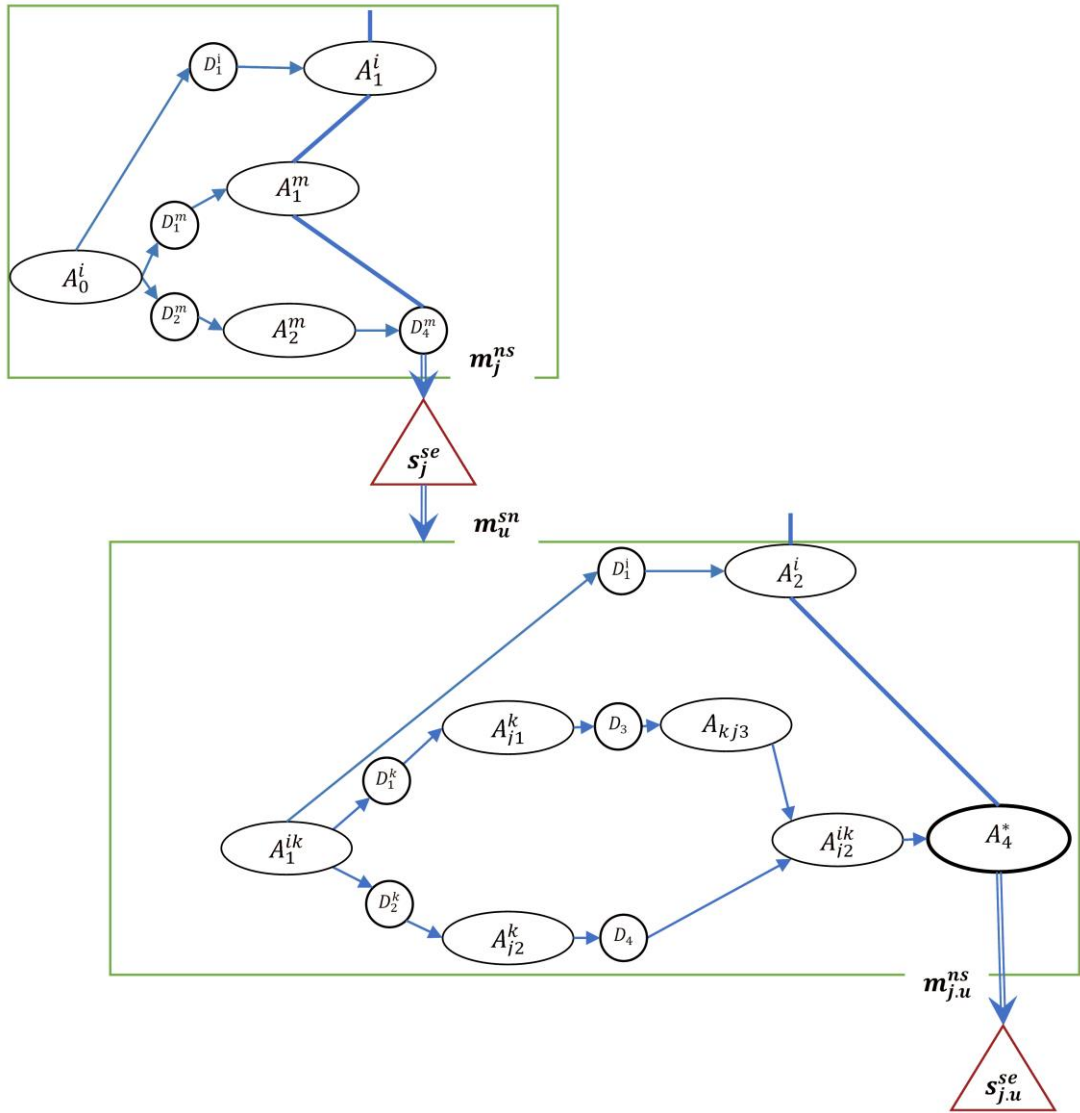 D₁ⁱ
A₁ⁱ
A₁ᵐ
D₁ᵐ
A₀ⁱ
D₂ᵐ
A₂ᵐ
D₄ᵐ
mⱼⁿˢ
sⱼˢᵉ
mᵤˢⁿ
D₁ⁱ
A₂ⁱ
Aⱼ₁ᵏ
D₃
Aₖⱼ₃
D₁ᵏ
A₁ⁱᵏ
Aⱼ₂ⁱᵏ
A₄*
D₂ᵏ
Aⱼ₂ᵏ
D₄
mⱼ.ᵤⁿˢ
sⱼ.ᵤˢᵉ